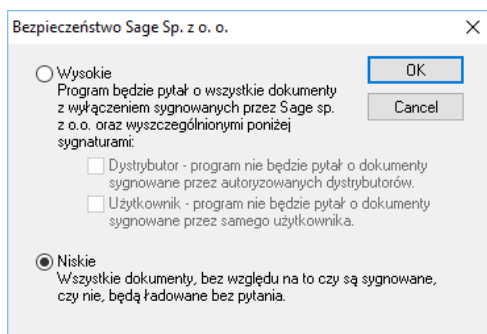 Bezpieczeństwo Sage Sp. z o. o.
Wysokie
Program będzie pytał o wszystkie dokumenty
z wyłączeniem sygnowanych przez Sage sp.
z o.o. oraz wyszczególnionymi poniżej
sygnaturami:
OK
Cancel
Dystrybutor - program nie będzie pytał o dokumenty
sygnowane przez autoryzowanych dystrybutorów.
Użytkownik - program nie będzie pytał o dokumenty
sygnowane przez samego użytkownika.
Niskie
Wszystkie dokumenty, bez względu na to czy są sygnowane,
czy nie, będą ładowane bez pytania.